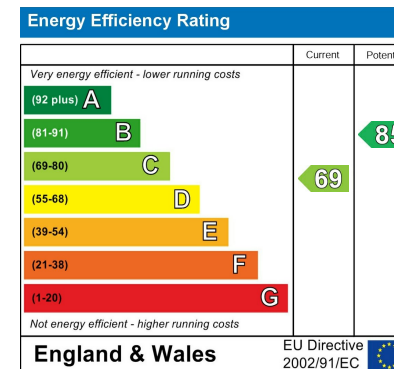 Energy Efficiency Rating
Current
Very energy efficient - lower running costs
(92 plus) A
(81-91) B
(69-80) C
69
(55-68) D
(39-54) E
(21-38) F
(1-20) G
Not energy efficient - higher running costs
England & Wales
EU Directive
2002/91/EC